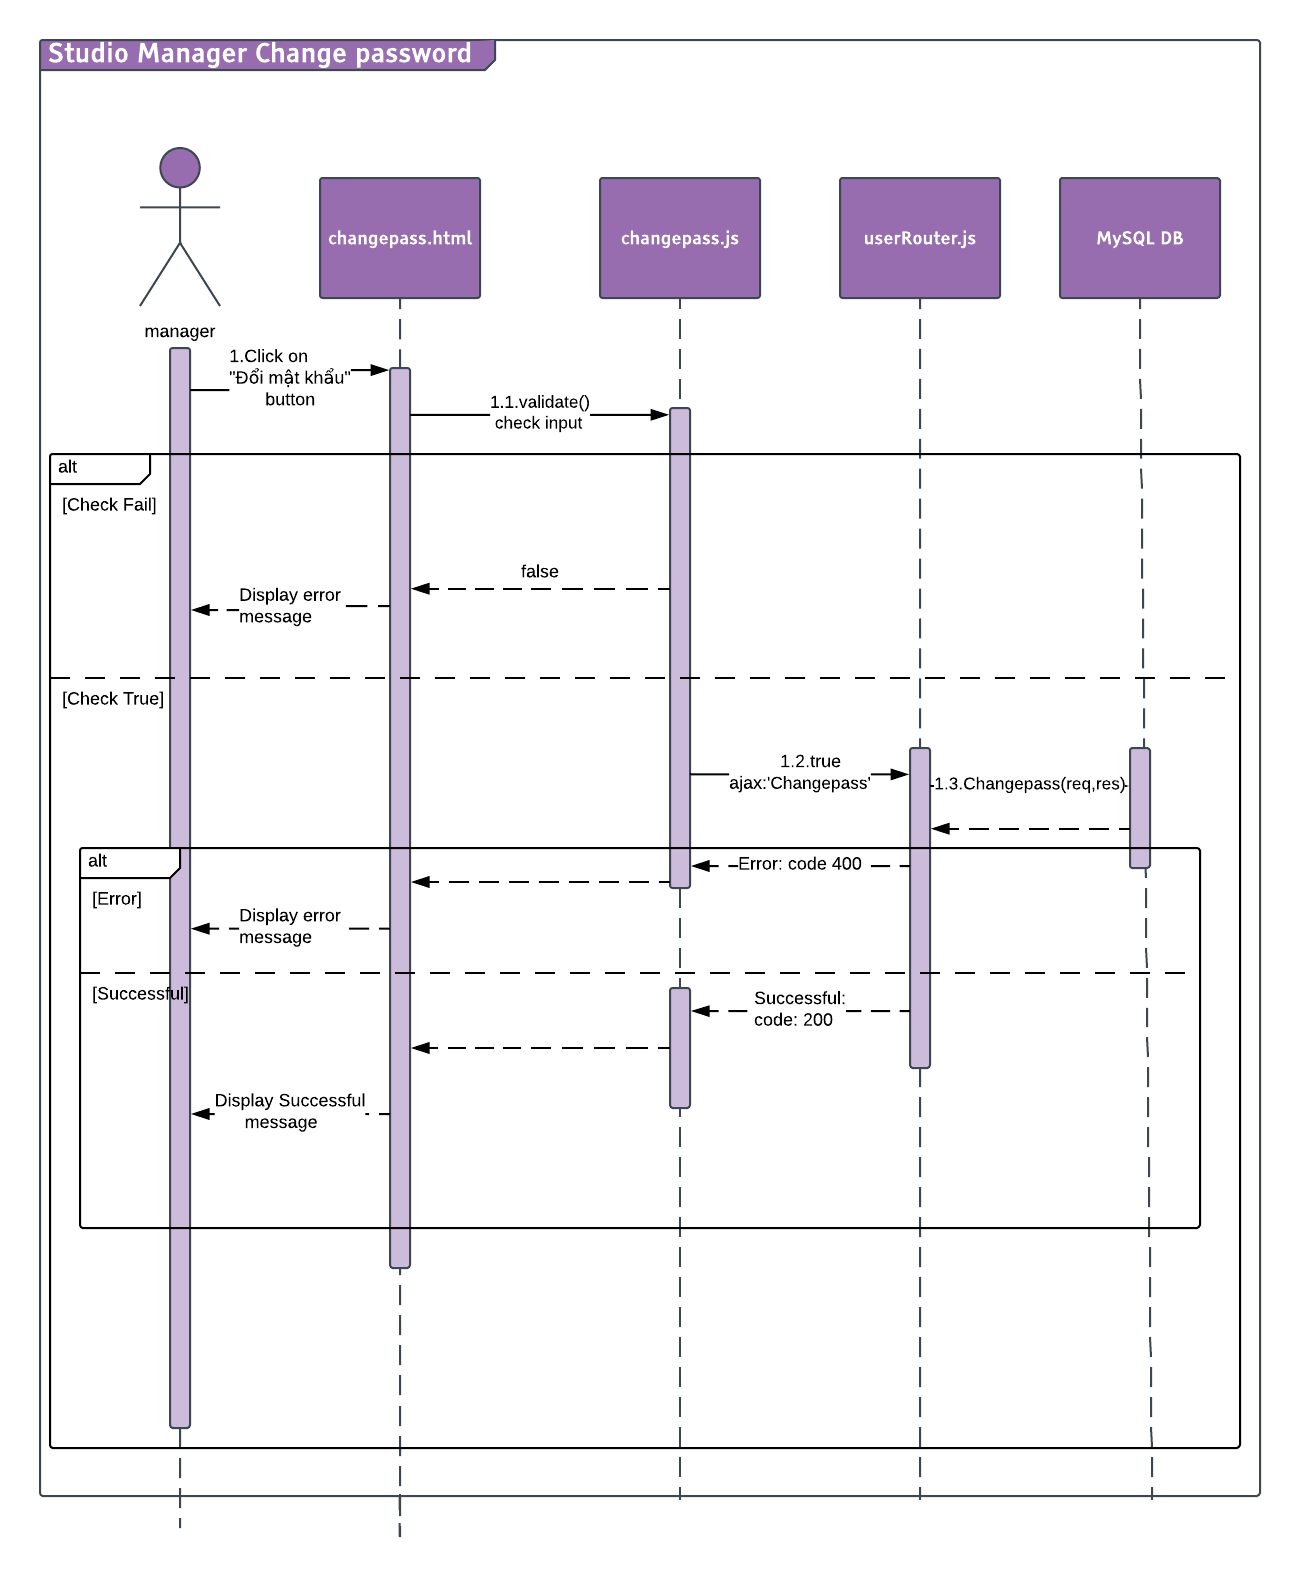 Studio Manager Change password
changepass.html
changepass.js
userRouter.js
MySQL DB
manager
1.Click on
"Đổi mật khẩu"
button
1.1.validate()
check input
alt
[Check Fail]
false
Display error
message
[Check True]
1.2.true
ajax:'Changepass'
1.3.Changepass(req,res)
alt
Error: code 400
[Error]
Display error
message
[Successful]
Successful:
code: 200
Display Successful
message